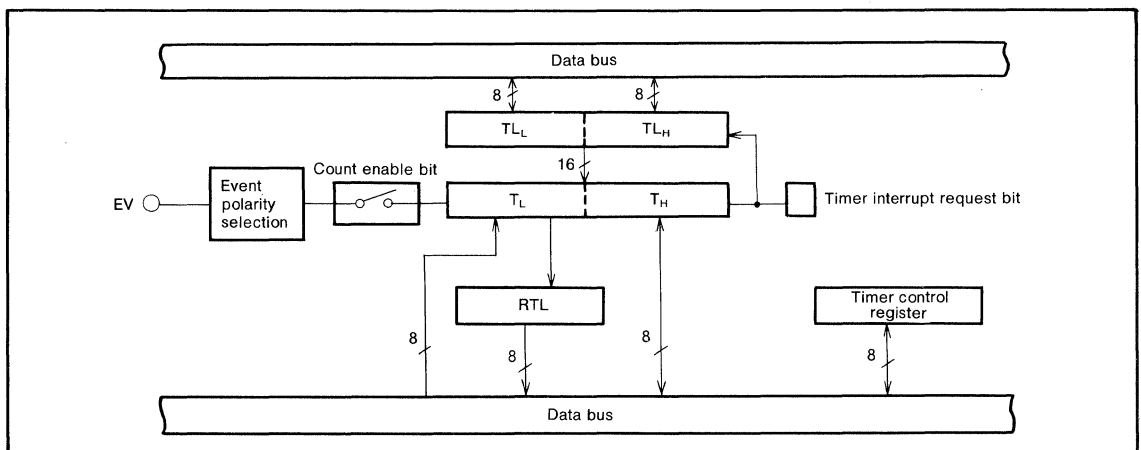 Data bus
8
8
TLL
TLH
16
Count enable bit
Event
polarity
selection
EV
TL
TH
Timer interrupt request bit
RTL
Timer control
register
8
8
8
8
Data bus